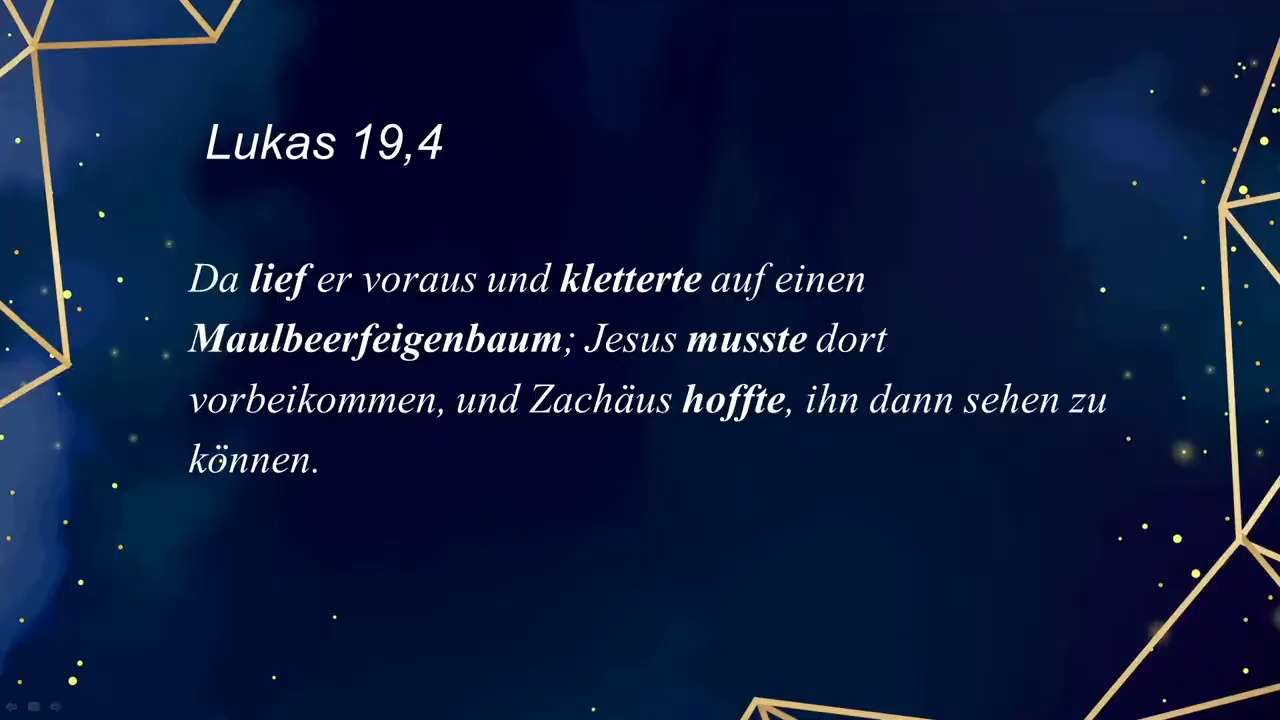 Lukas 19,4
Da lief er voraus und kletterte auf einen
Maulbeerfeigenbaum; Jesus musste dort
vorbeikommen, und Zachäus hoffte, ihn dann sehen zu
können.